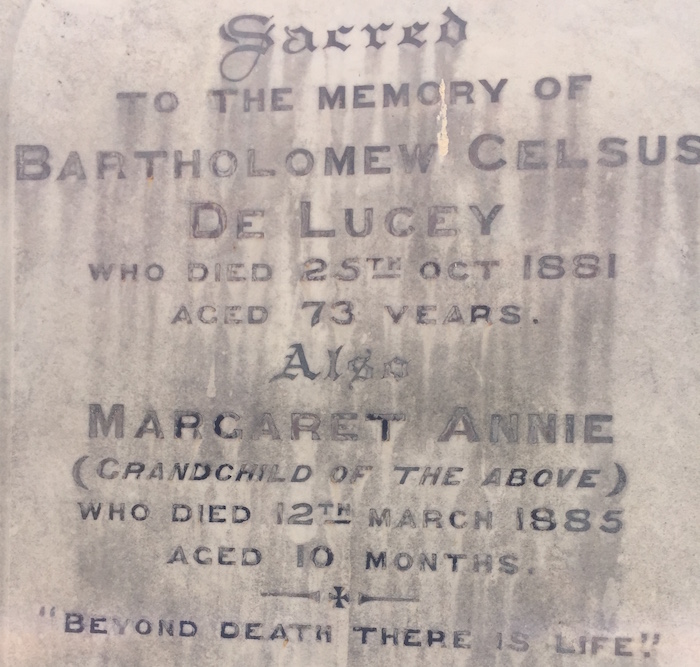 Sacred
TO THE MEMORY OF
BARTHOLOMEW CELSUS
DE LUCEY
WHO DIED 25TH OCT 1881
AGED 73 YEARS.
Also
MARGARET ANNIE
(GRANDCHILD OF THE ABOVE)
WHO DIED 12TH MARCH 1885
AGED 10 MONTHS.
"BEYOND DEATH THERE IS LIFE"